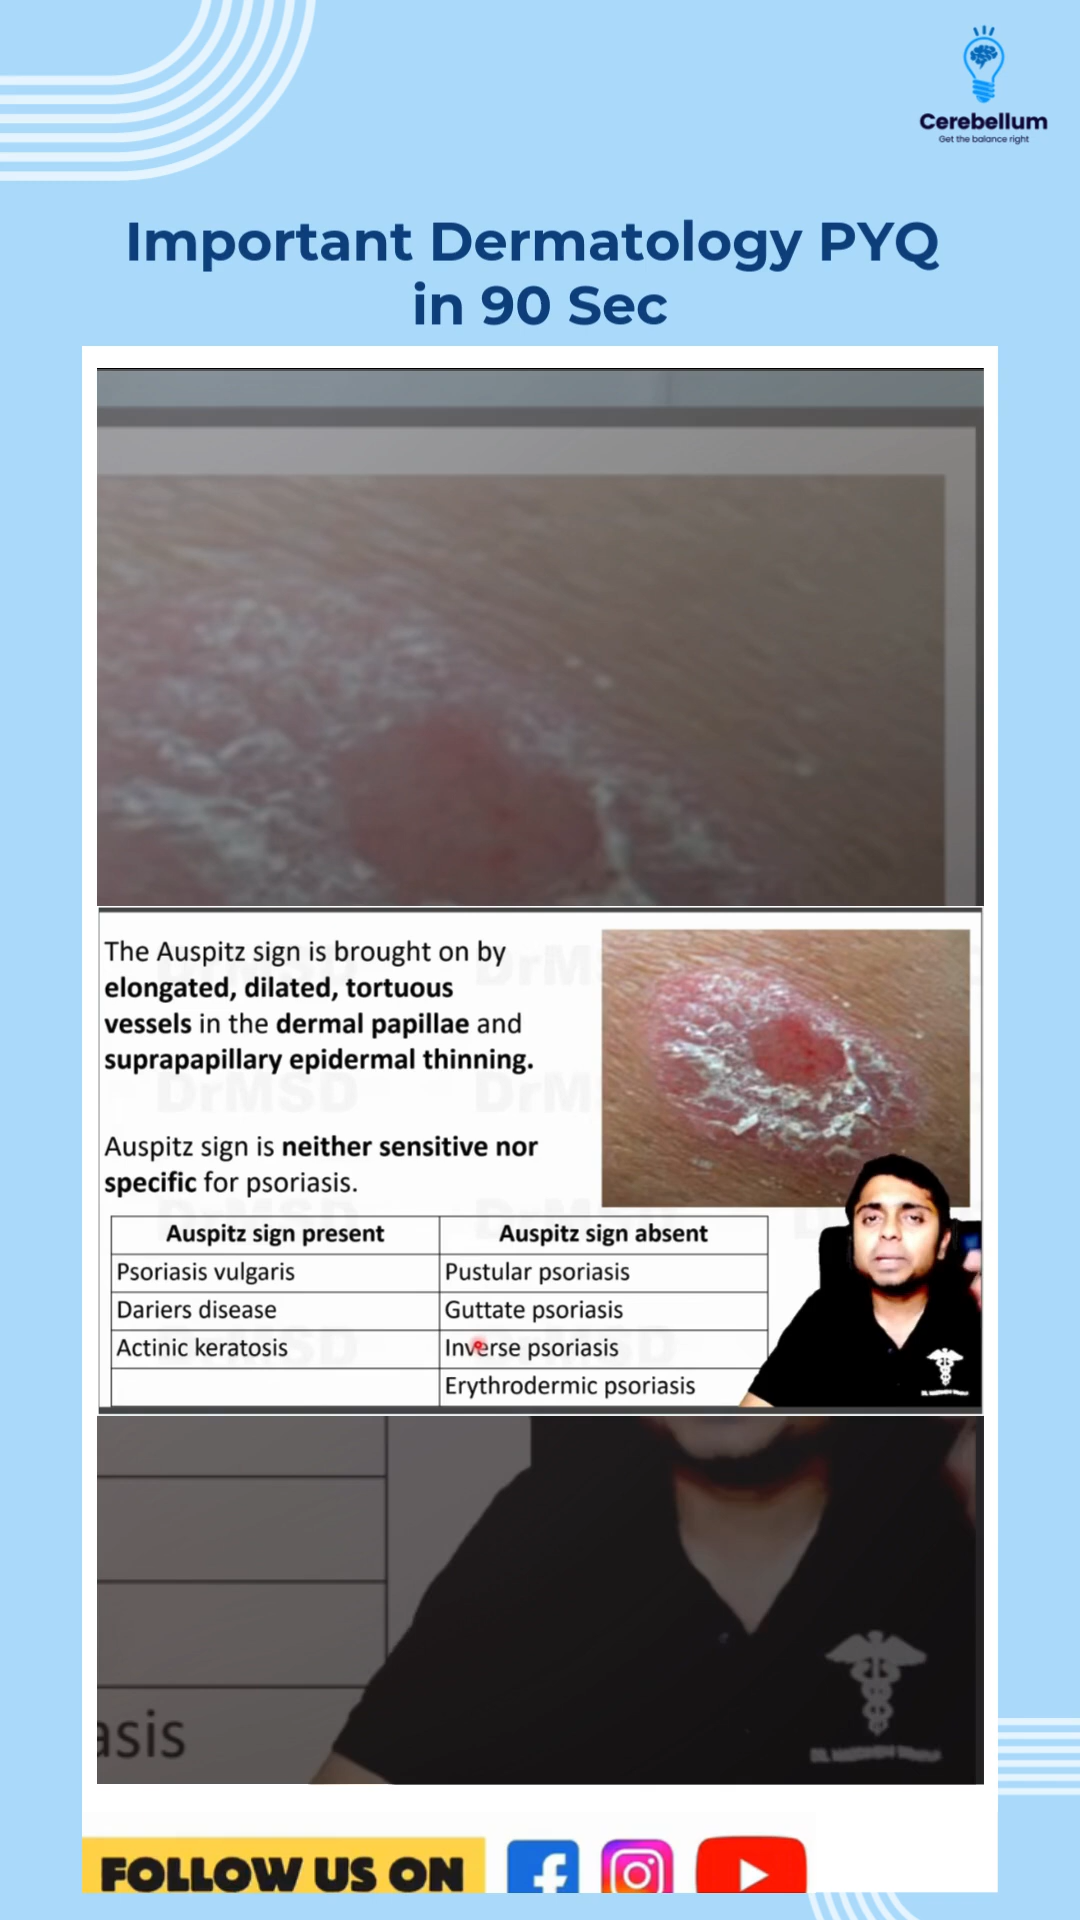 Cerebellum
Get the balance right
Important Dermatology PYQ
in 90 Sec
The Auspitz sign is brought on by
elongated, dilated, tortuous
vessels in the dermal papillae and
suprapapillary epidermal thinning.
Auspitz sign is neither sensitive nor
specific for psoriasis.
Auspitz sign present Auspitz sign absent
Psoriasis vulgaris Pustular psoriasis
Dariers disease Guttate psoriasis
Actinic keratosis Inverse psoriasis
Erythrodermic psoriasis
DrMSD
asis
FOLLOW US ON